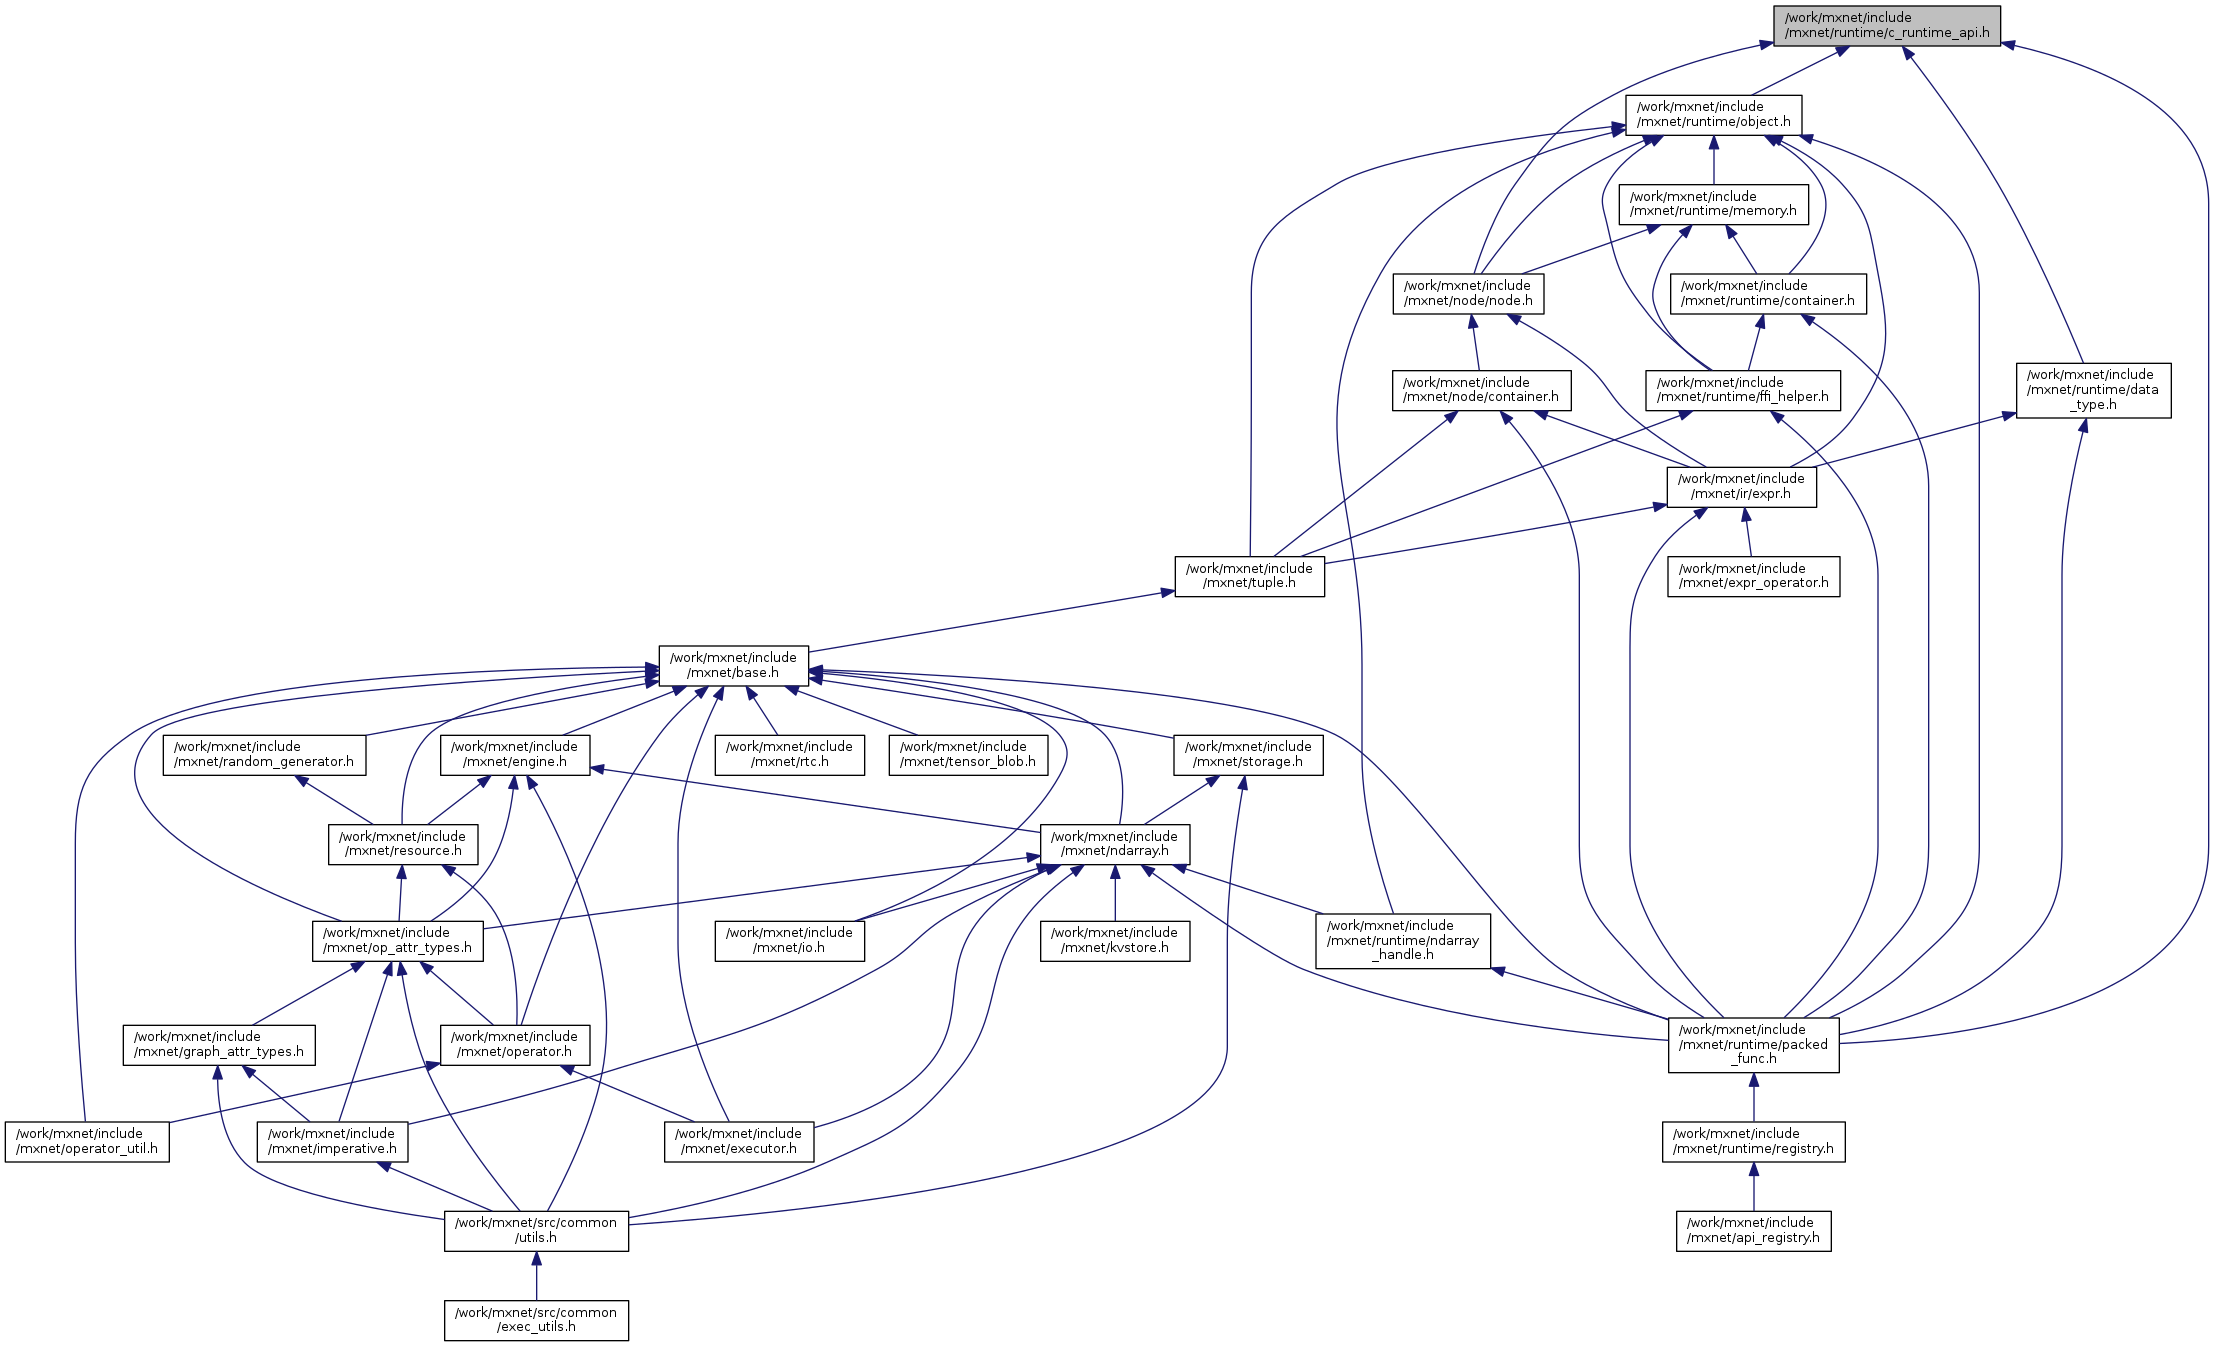 /work/mxnet/include
/mxnet/runtime/c_runtime_api.h
/work/mxnet/include
/mxnet/runtime/object.h
/work/mxnet/include
/mxnet/runtime/memory.h
/work/mxnet/include
/mxnet/node/node.h
/work/mxnet/include
/mxnet/runtime/container.h
/work/mxnet/include
/mxnet/node/container.h
/work/mxnet/include
/mxnet/runtime/ffi_helper.h
/work/mxnet/include
/mxnet/runtime/data
_type.h
/work/mxnet/include
/mxnet/ir/expr.h
/work/mxnet/include
/mxnet/tuple.h
/work/mxnet/include
/mxnet/expr_operator.h
/work/mxnet/include
/mxnet/base.h
/work/mxnet/include
/mxnet/random_generator.h
/work/mxnet/include
/mxnet/engine.h
/work/mxnet/include
/mxnet/rtc.h
/work/mxnet/include
/mxnet/tensor_blob.h
/work/mxnet/include
/mxnet/storage.h
/work/mxnet/include
/mxnet/resource.h
/work/mxnet/include
/mxnet/ndarray.h
/work/mxnet/include
/mxnet/op_attr_types.h
/work/mxnet/include
/mxnet/io.h
/work/mxnet/include
/mxnet/kvstore.h
/work/mxnet/include
/mxnet/runtime/ndarray
_handle.h
/work/mxnet/include
/mxnet/graph_attr_types.h
/work/mxnet/include
/mxnet/operator.h
/work/mxnet/include
/mxnet/runtime/packed
_func.h
/work/mxnet/include
/mxnet/operator_util.h
/work/mxnet/include
/mxnet/imperative.h
/work/mxnet/include
/mxnet/executor.h
/work/mxnet/include
/mxnet/runtime/registry.h
/work/mxnet/src/common
/utils.h
/work/mxnet/include
/mxnet/api_registry.h
/work/mxnet/src/common
/exec_utils.h